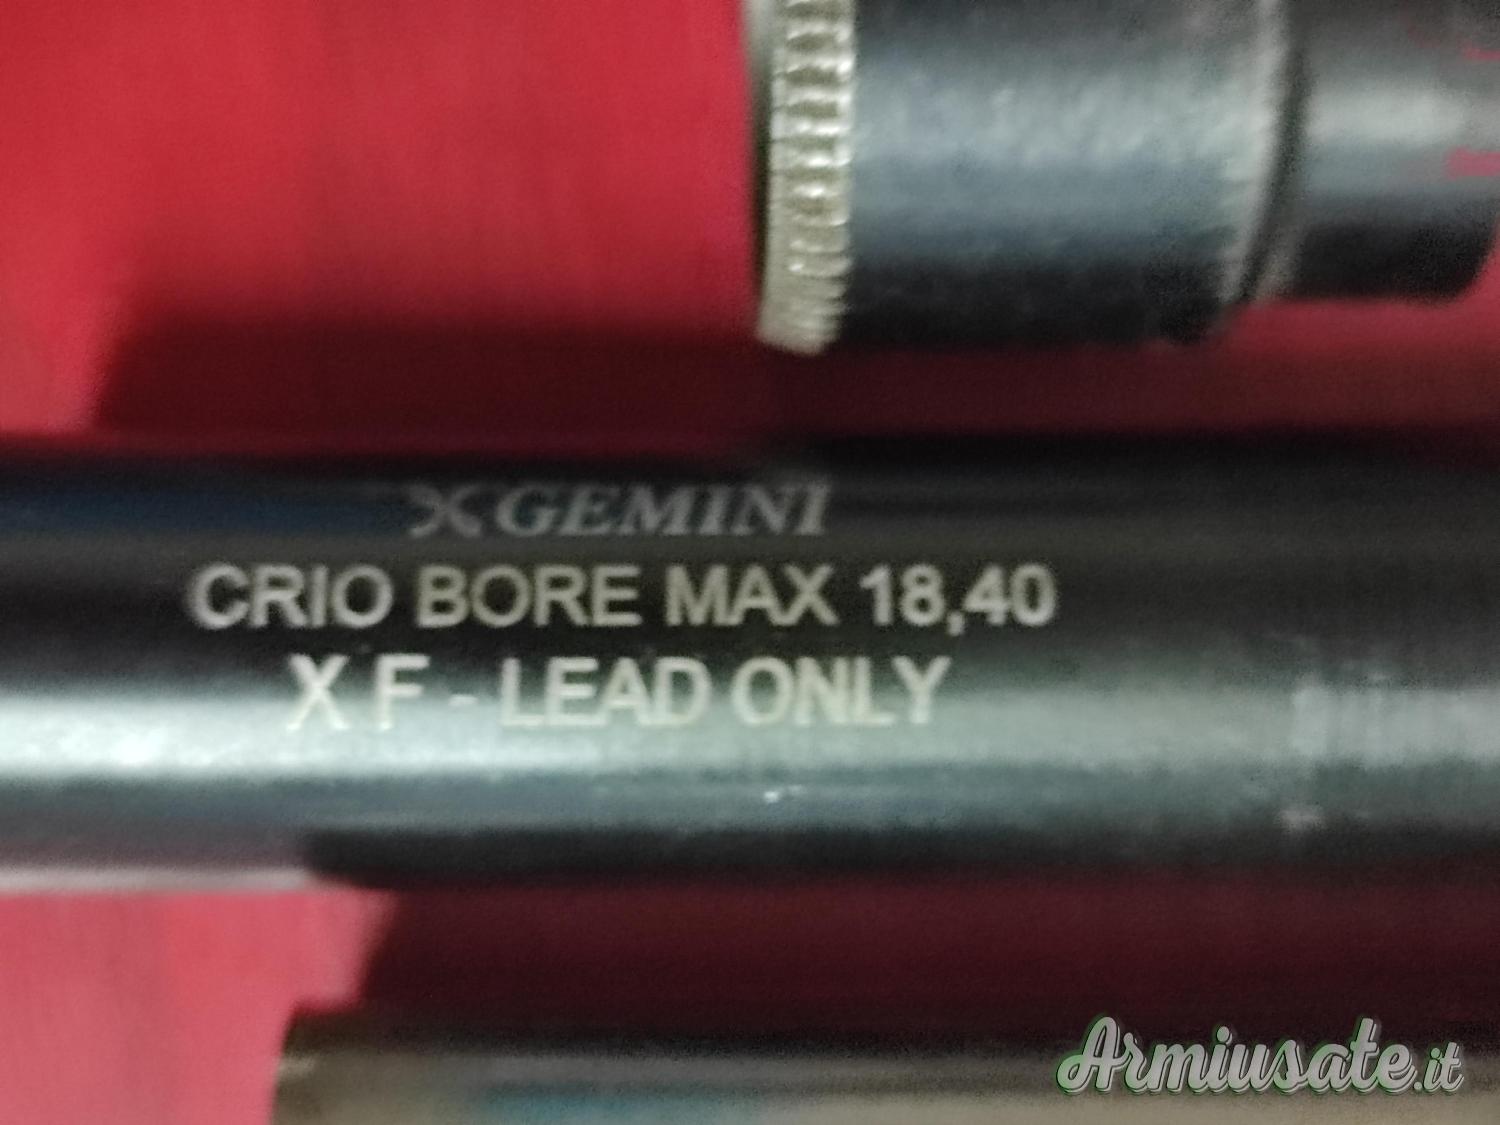 GEMINI
CRIO BORE MAX 18,40
X F - LEAD ONLY
Armiusate.it